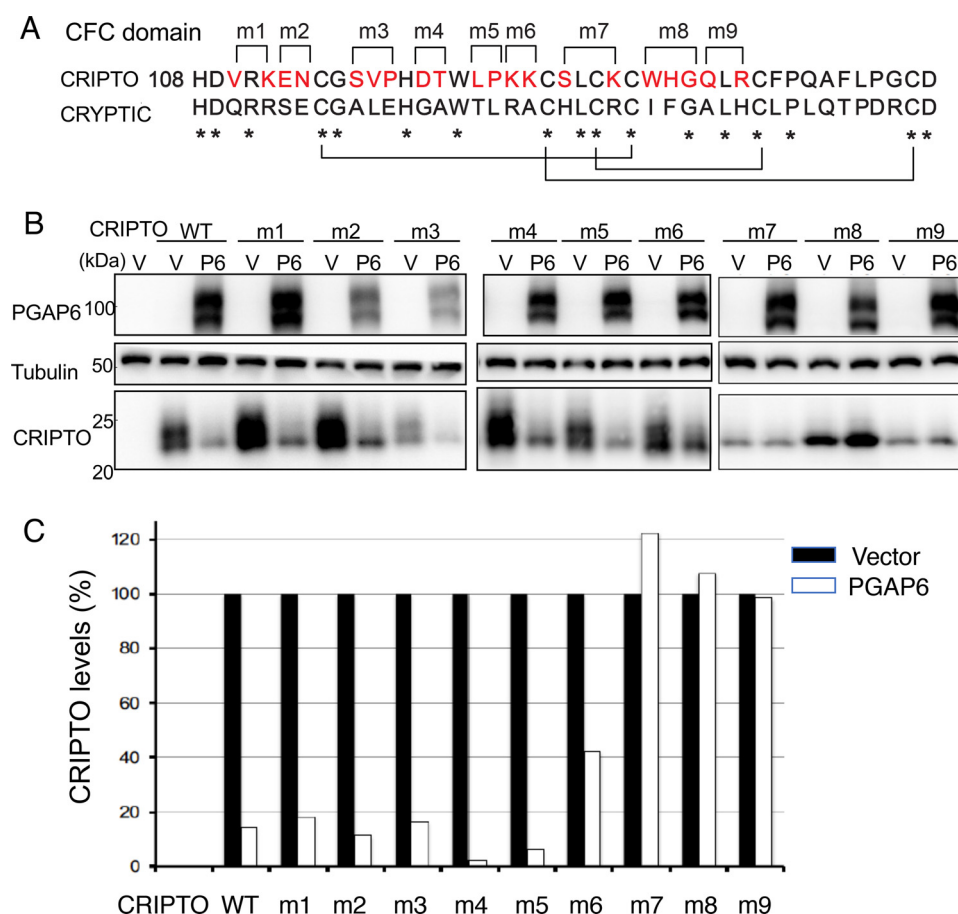 A CFC domain m1 m2 m3 m4 m5 m6 m7 m8 m9
CRIPTO 108 HDVRKENCGSVPHDTWLPKKCSLCKCWHGQLRCFPQAFLPGCD
CRYPTIC HDQRRSECGALEHGAWTLRACHLCRCIFGALHCLPLQTPDRCD
* * * * * * * * * * * * * * * *
B CRIPTO WT m1 m2 m3 m4 m5 m6 m7 m8 m9
(kDa) V V P6 V P6 V P6 V P6 V P6 V P6 V P6 V P6 V P6 V P6
PGAP6 100
Tubulin 50
25
CRIPTO
20
C
120
100
80
60
40
20
0
CRIPTO levels (%)
Vector
PGAP6
CRIPTO WT m1 m2 m3 m4 m5 m6 m7 m8 m9